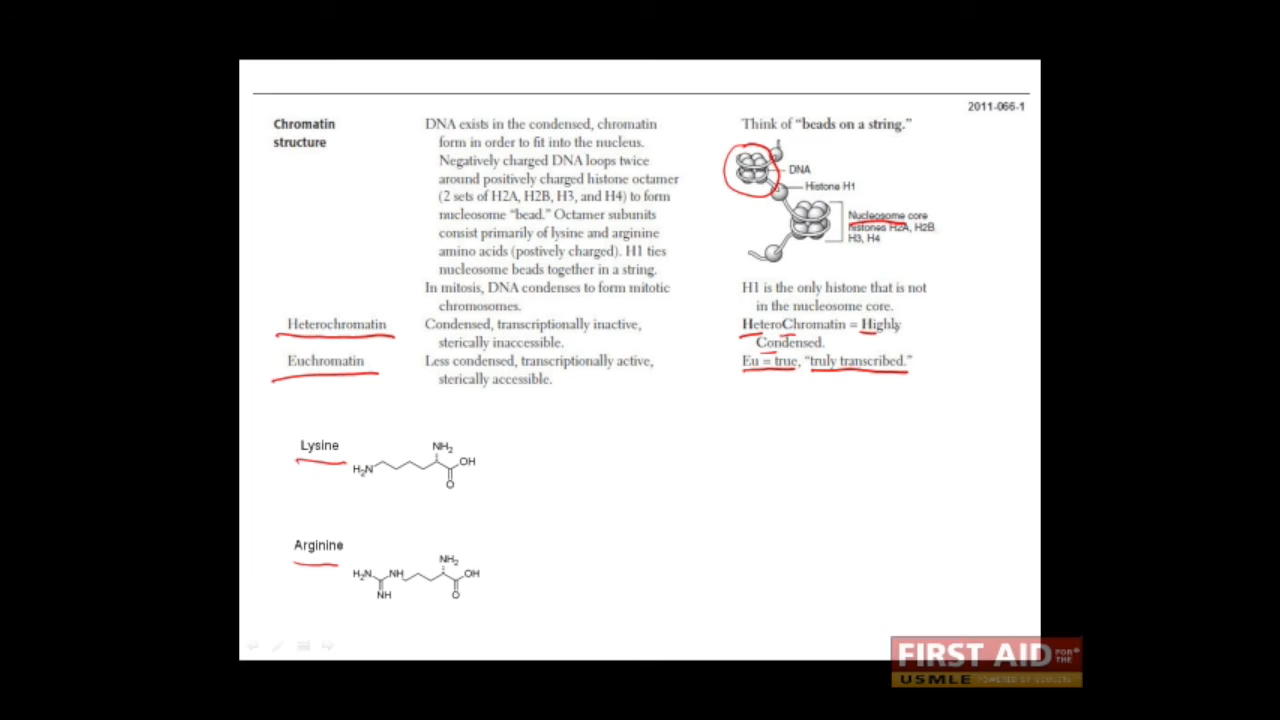 2011-066-1
Chromatin
structure
DNA exists in the condensed, chromatin
form in order to fit into the nucleus.
Negatively charged DNA loops twice
around positively charged histone octamer
(2 sets of H2A, H2B, H3, and H4) to form
nucleosome “bead.” Octamer subunits
consist primarily of lysine and arginine
amino acids (postively charged). H1 ties
nucleosome beads together in a string.
In mitosis, DNA condenses to form mitotic
chromosomes.
Think of “beads on a string.”
DNA
Histone H1
Nucleosome core
histones H2A, H2B
H3, H4
H1 is the only histone that is not
in the nucleosome core.
Heterochromatin
Condensed, transcriptionally inactive,
sterically inaccessible.
HeteroChromatin = Highly
Condensed.
Euchromatin
Less condensed, transcriptionally active,
sterically accessible.
Eu = true, “truly transcribed.”
Lysine
NH2
H2N
OH
O
Arginine
NH2
H2N
NH
OH
NH
O
FIRST AID FOR THE®
USMLE